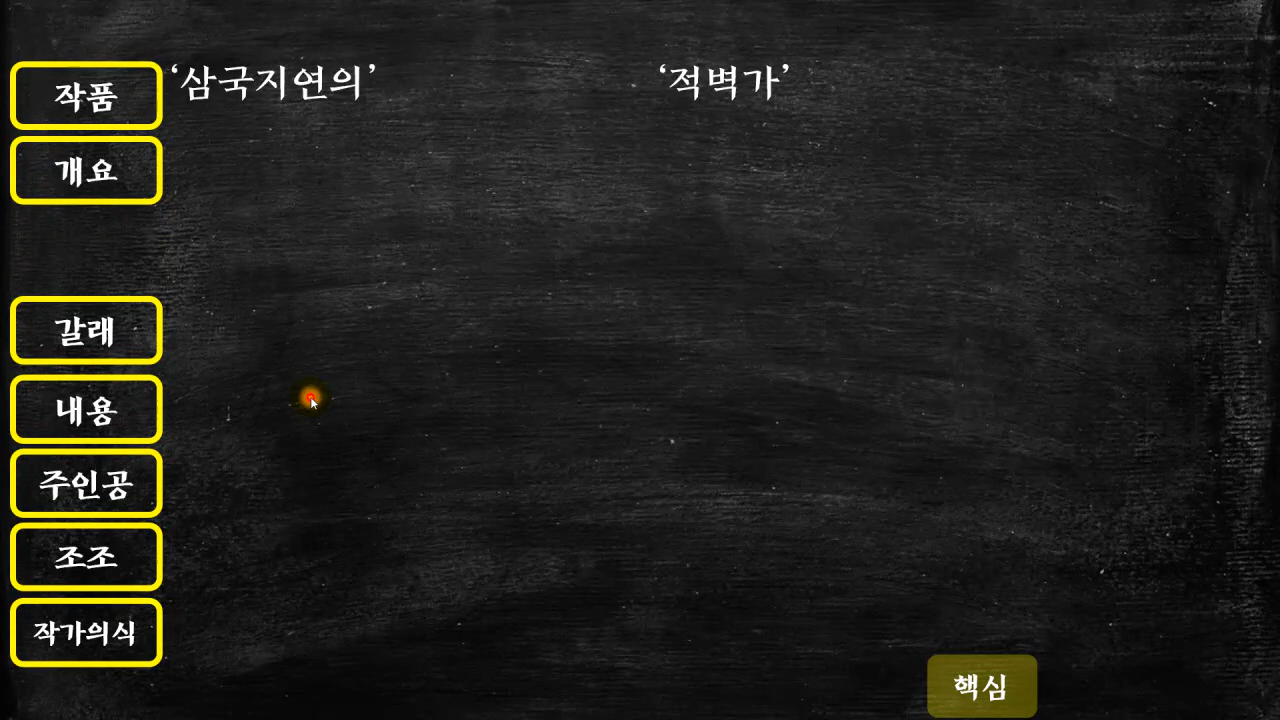 작품 ‘삼국지연의’ ‘적벽가’
개요
갈래
내용
주인공
조조
작가의식
핵심